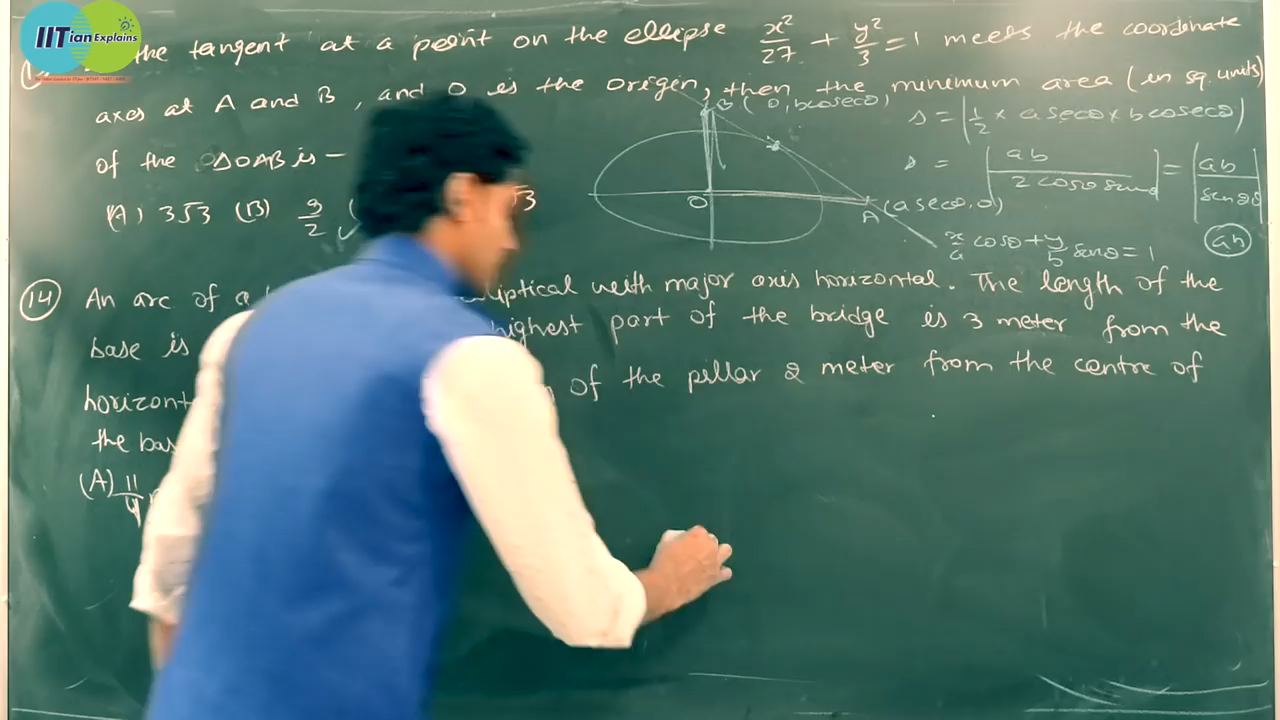 IITian Explains
the tangent at a point on the ellipse x²/27 + y²/3 = 1 meets the coordinate
axes at A and B, and O is the origin, then the minimum area (in sq. units)
of the ΔOAB is -
(A) 3√3 (B) 9/2 √3
B (0, bcosecθ)
O
A (a secθ, 0)
x/a cosθ + y/b sinθ = 1
s = |1/2 × a secθ × b cosecθ|
s = |ab / 2 cosθ sinθ| = |ab / sin2θ|
ab
(14) An arc of a elliptical with major axis horizontal. The length of the
base is highest part of the bridge is 3 meter from the
of the pillar 2 meter from the centre of
the
(A) 11/4